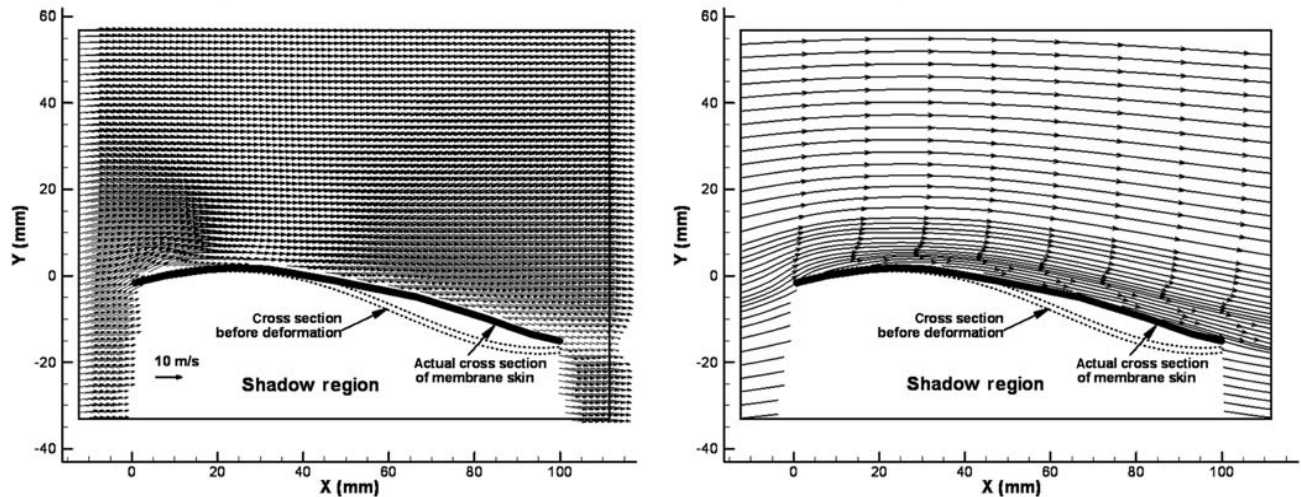 60
40
20
0
-20
-40
Y (mm)
Cross section
before deformation
10 m/s
Actual cross section
of membrane skin
Shadow region
0
20
40
60
80
100
X (mm)
60
40
20
0
-20
-40
Y (mm)
Cross section
before deformation
Actual cross section
of membrane skin
Shadow region
0
20
40
60
80
100
X (mm)